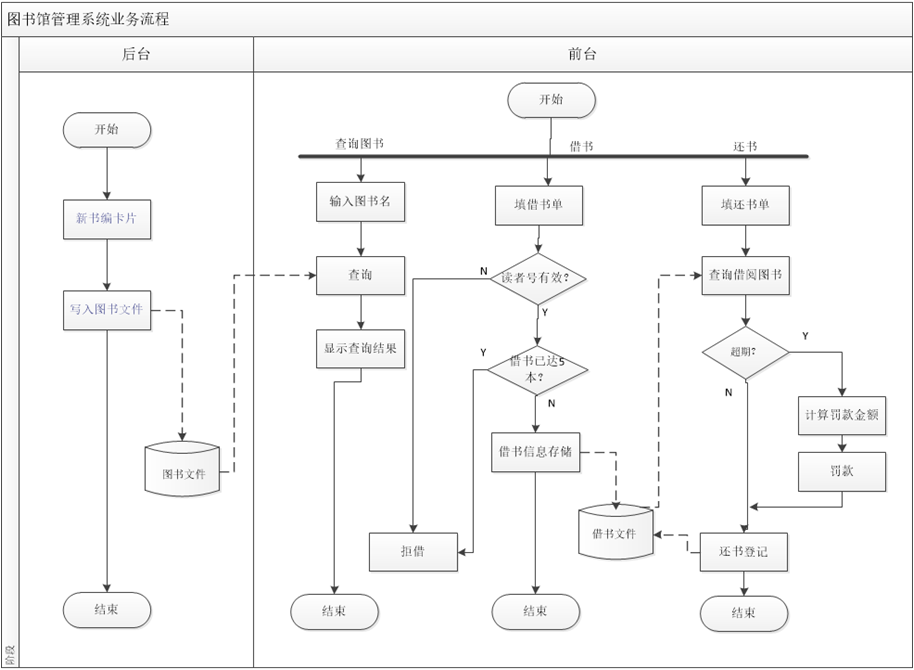 图书馆管理系统业务流程
后台
前台
开始
新书编卡片
写入图书文件
图书文件
结束
开始
查询图书
借书
还书
输入图书名
查询
显示查询结果
结束
填借书单
读者号有效?
N
Y
借书已达5
本?
Y
N
借书信息存储
拒借
借书文件
结束
填还书单
查询借阅图书
超期?
Y
N
计算罚款金额
罚款
还书登记
结束
阶段